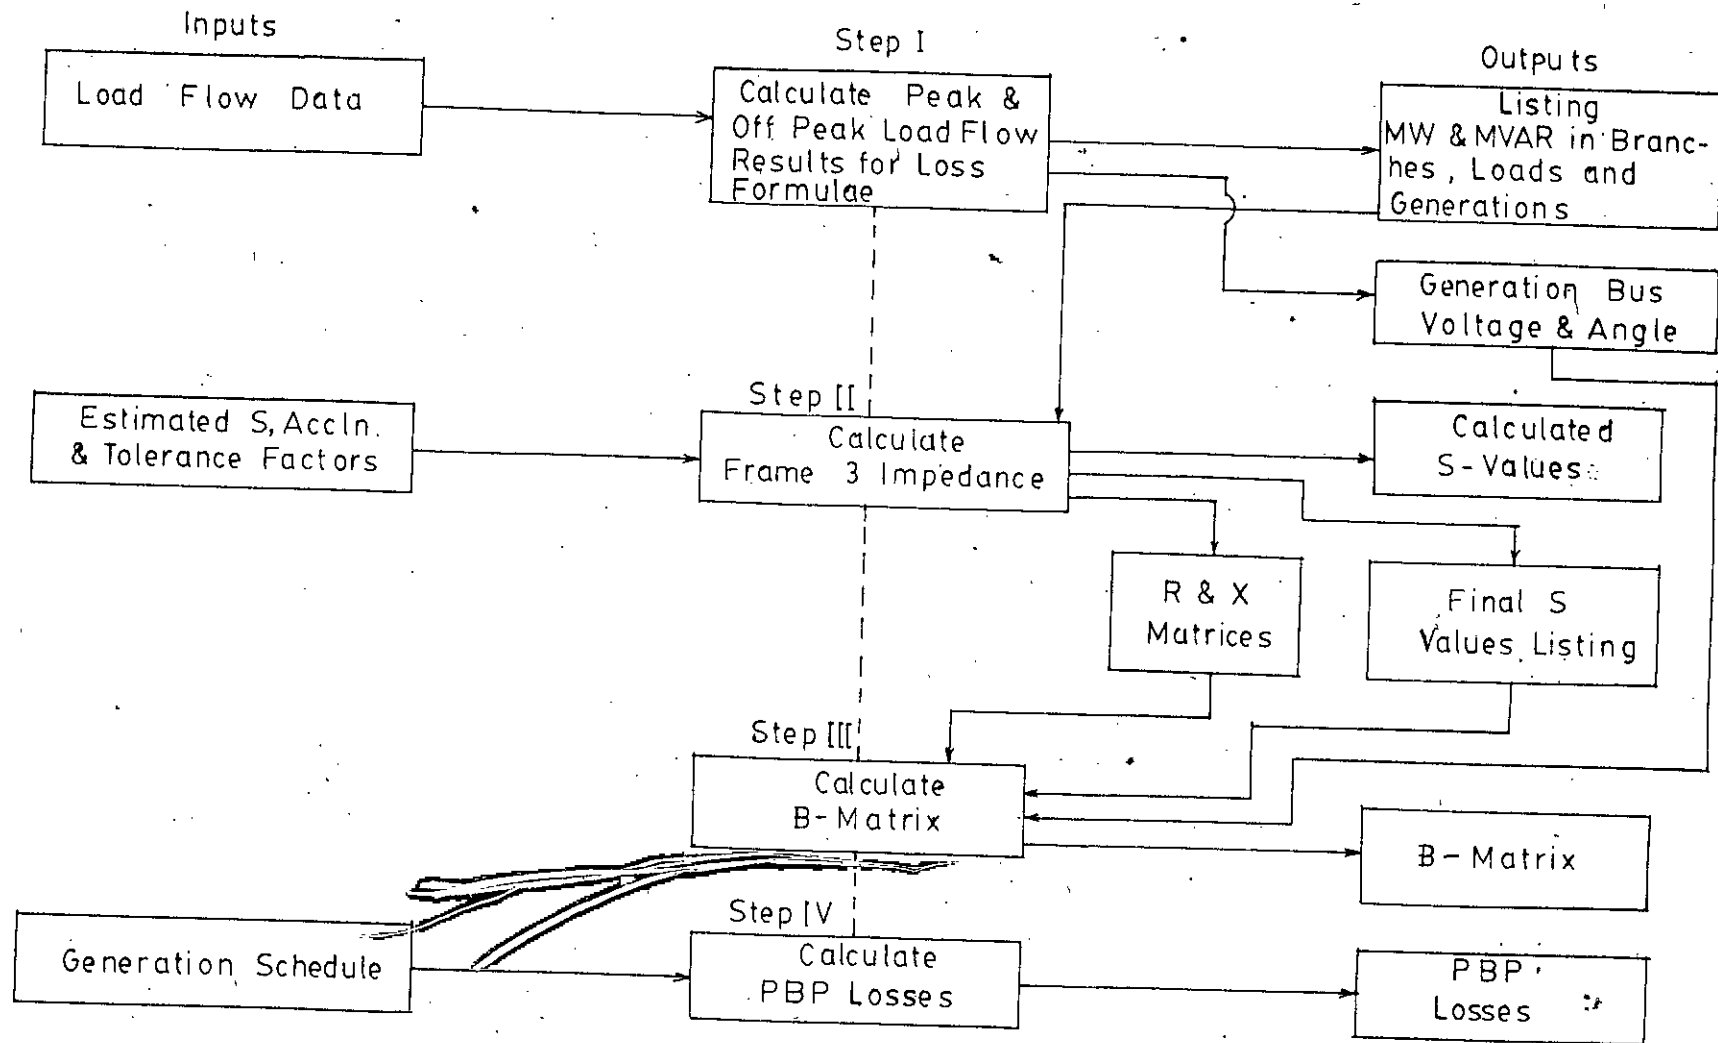 Inputs
Load Flow Data
Step I
Calculate Peak &
Off Peak Load Flow
Results for Loss
Formulae
Outputs
Listing
MW & MVAR in Branc-
hes, Loads and
Generations
Generation Bus
Voltage & Angle
Estimated S, Accln.
& Tolerance Factors
Step II
Calculate
Frame 3 Impedance
Calculated
S-Values
R & X
Matrices
Final S
Values Listing
Step III
Calculate
B-Matrix
B-Matrix
Generation Schedule
Step IV
Calculate
PBP Losses
PBP
Losses